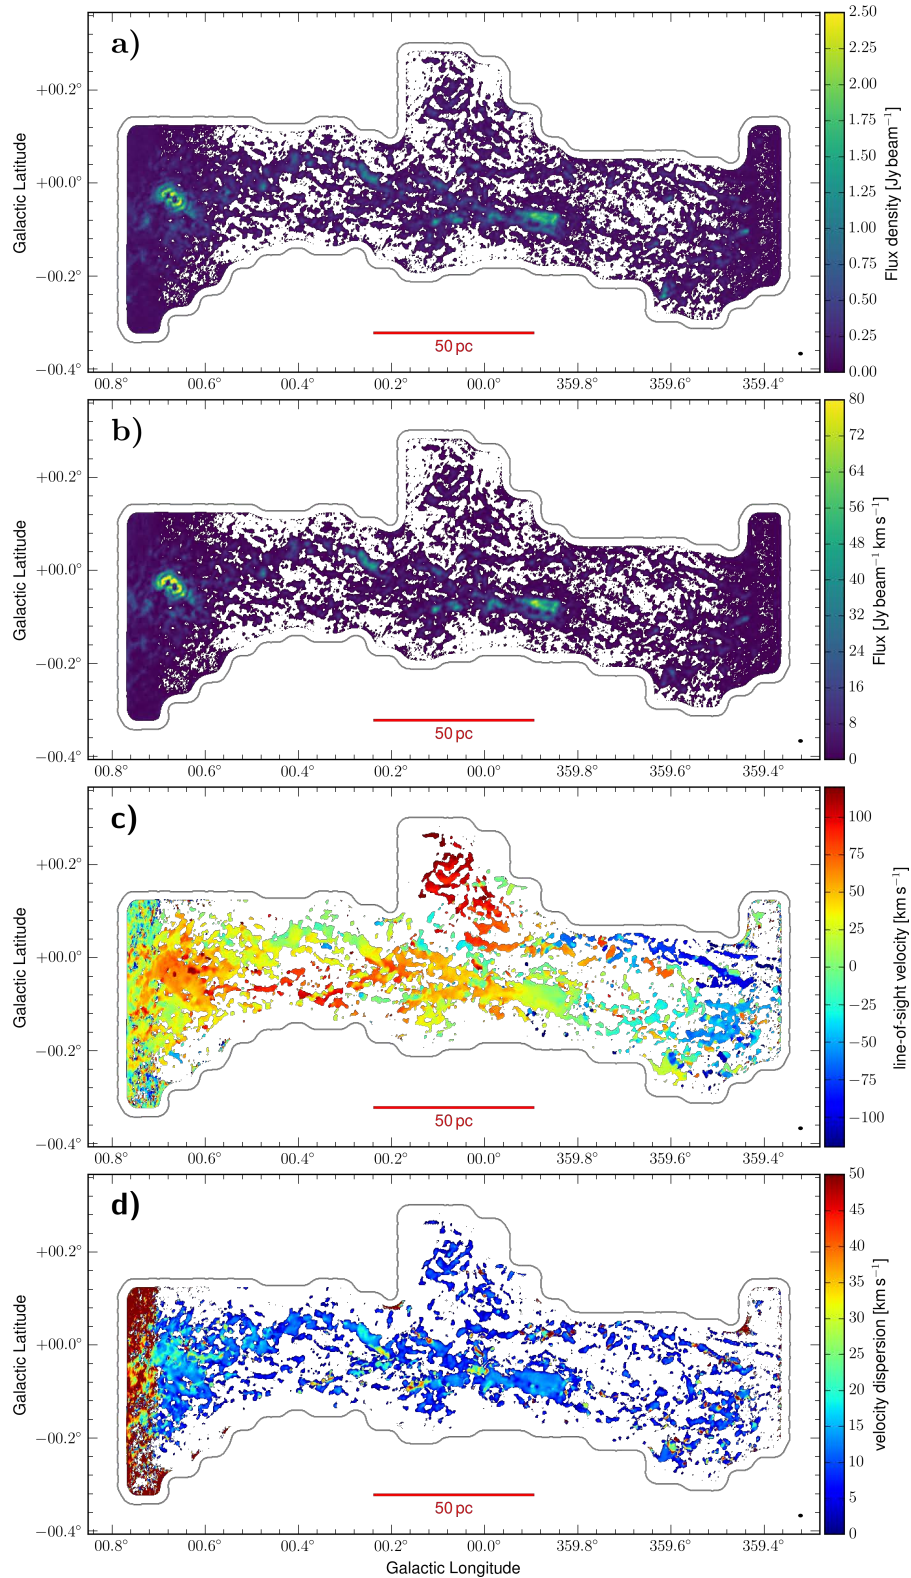 a)
+00.2°
+00.0°
−00.2°
−00.4°
Galactic Latitude
50 pc
00.8° 00.6° 00.4° 00.2° 00.0° 359.8° 359.6° 359.4°
2.50
2.25
2.00
1.75
1.50
1.25
1.00
0.75
0.50
0.25
0.00
Flux density [Jy beam⁻¹]
b)
+00.2°
+00.0°
−00.2°
−00.4°
Galactic Latitude
50 pc
00.8° 00.6° 00.4° 00.2° 00.0° 359.8° 359.6° 359.4°
80
72
64
56
48
40
32
24
16
8
0
Flux [Jy beam⁻¹ km s⁻¹]
c)
+00.2°
+00.0°
−00.2°
−00.4°
Galactic Latitude
50 pc
00.8° 00.6° 00.4° 00.2° 00.0° 359.8° 359.6° 359.4°
100
75
50
25
0
−25
−50
−75
−100
line-of-sight velocity [km s⁻¹]
d)
+00.2°
+00.0°
−00.2°
−00.4°
Galactic Latitude
50 pc
00.8° 00.6° 00.4° 00.2° 00.0° 359.8° 359.6° 359.4°
Galactic Longitude
50
45
40
35
30
25
20
15
10
5
0
velocity dispersion [km s⁻¹]